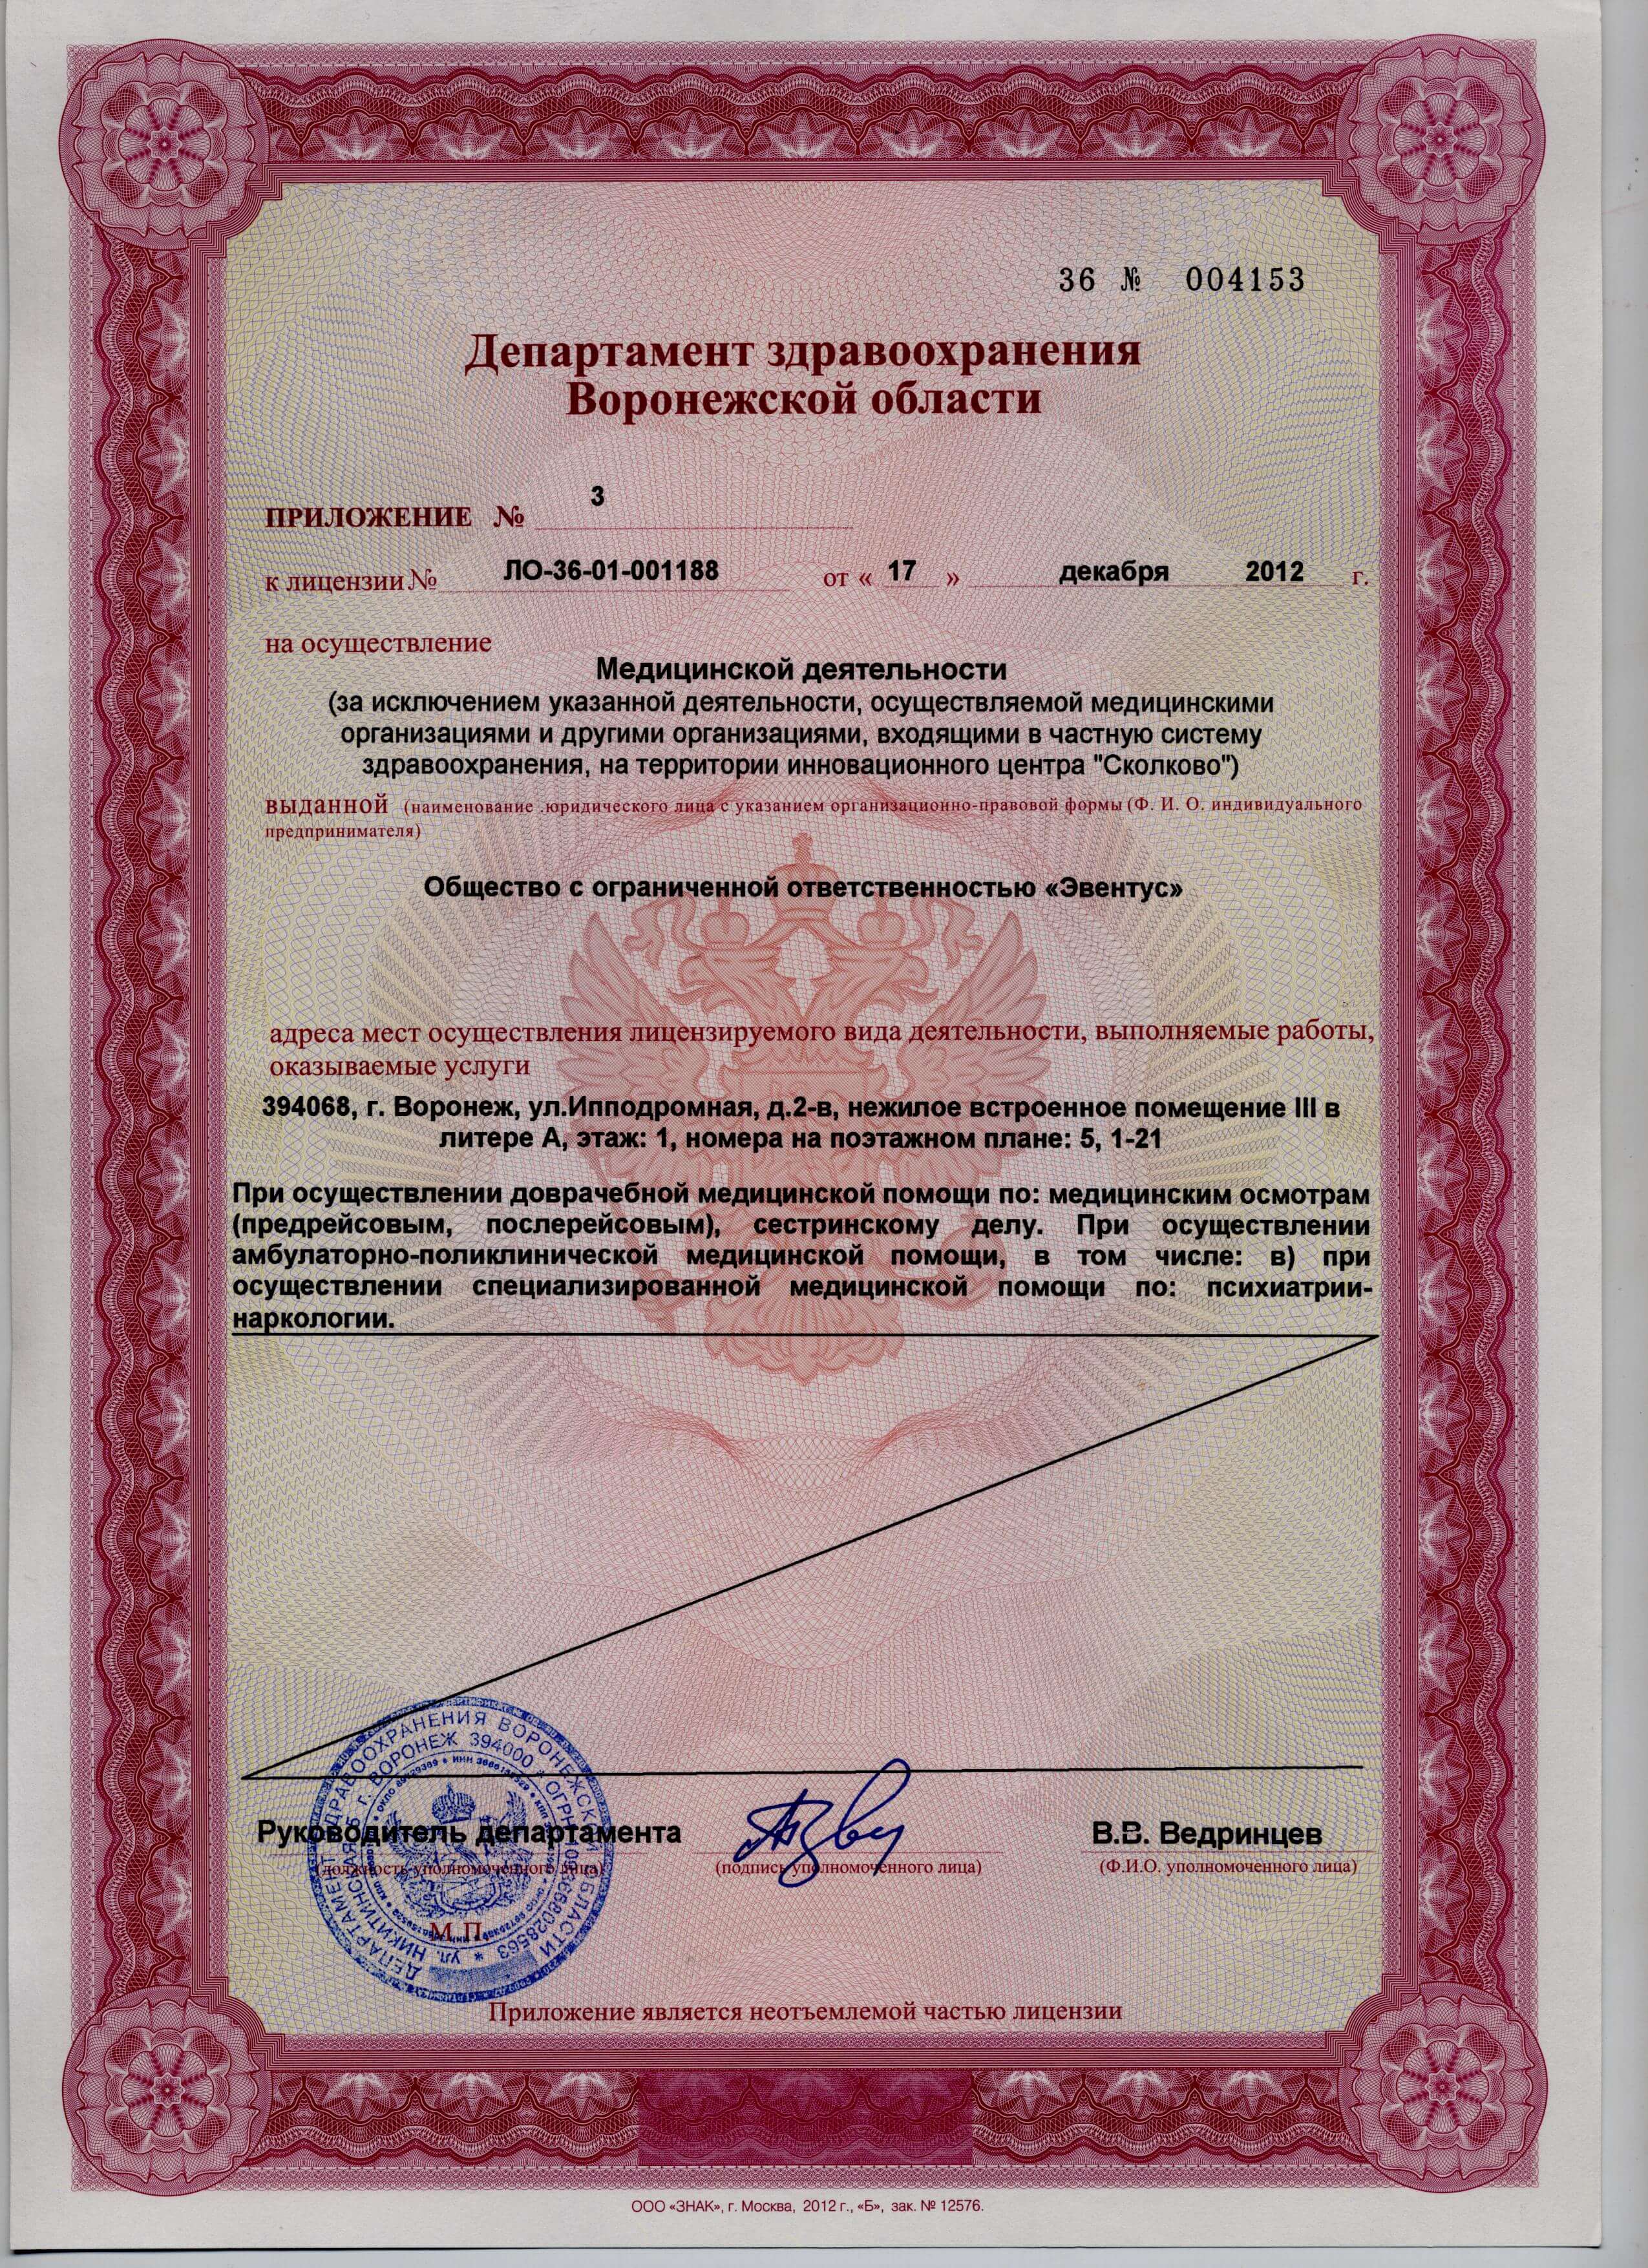 36 № 004153
Департамент здравоохранения
Воронежской области
ПРИЛОЖЕНИЕ № 3
к лицензии № ЛО-36-01-001188 от « 17 » декабря 2012 г.
на осуществление
Медицинской деятельности
(за исключением указанной деятельности, осуществляемой медицинскими
организациями и другими организациями, входящими в частную систему
здравоохранения, на территории инновационного центра "Сколково")
выданной (наименование .юридического лица с указанием организационно-правовой формы (Ф. И. О. индивидуального
предпринимателя)
Общество с ограниченной ответственностью «Эвентус»
адреса мест осуществления лицензируемого вида деятельности, выполняемые работы,
оказываемые услуги
394068, г. Воронеж, ул.Ипподромная, д.2-в, нежилое встроенное помещение III в
литере А, этаж: 1, номера на поэтажном плане: 5, 1-21
При осуществлении доврачебной медицинской помощи по: медицинским осмотрам
(предрейсовым, послерейсовым), сестринскому делу. При осуществлении
амбулаторно-поликлинической медицинской помощи, в том числе: в) при
осуществлении специализированной медицинской помощи по: психиатрии-
наркологии.
ДЕПАРТАМЕНТ ЗДРАВООХРАНЕНИЯ ВОРОНЕЖСКОЙ ОБЛАСТИ
УЛ. НИКИТИНСКАЯ 5 Г. ВОРОНЕЖ 394000 * ОГРН
Руководитель департамента В.В. Ведринцев
(должность уполномоченного лица) (подпись уполномоченного лица) (Ф.И.О. уполномоченного лица)
М.П.
Приложение является неотъемлемой частью лицензии
ООО «ЗНАК», г. Москва, 2012 г., «Б», зак. № 12576.